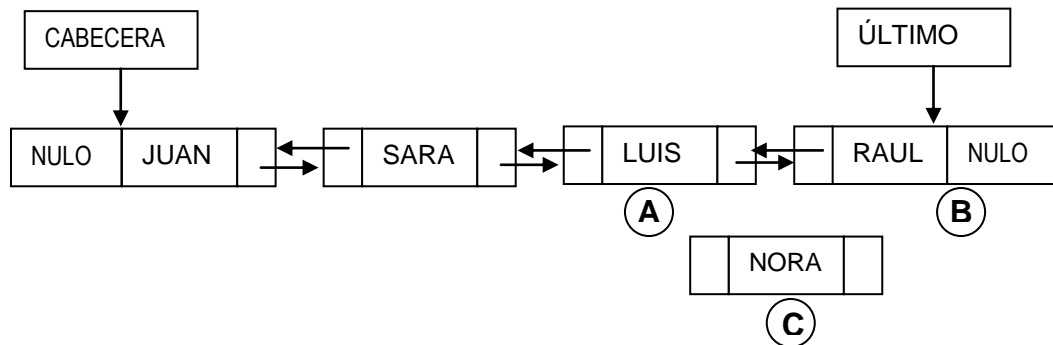 CABECERA ÚLTIMO
NULO JUAN SARA LUIS RAUL NULO
A B
NORA
C